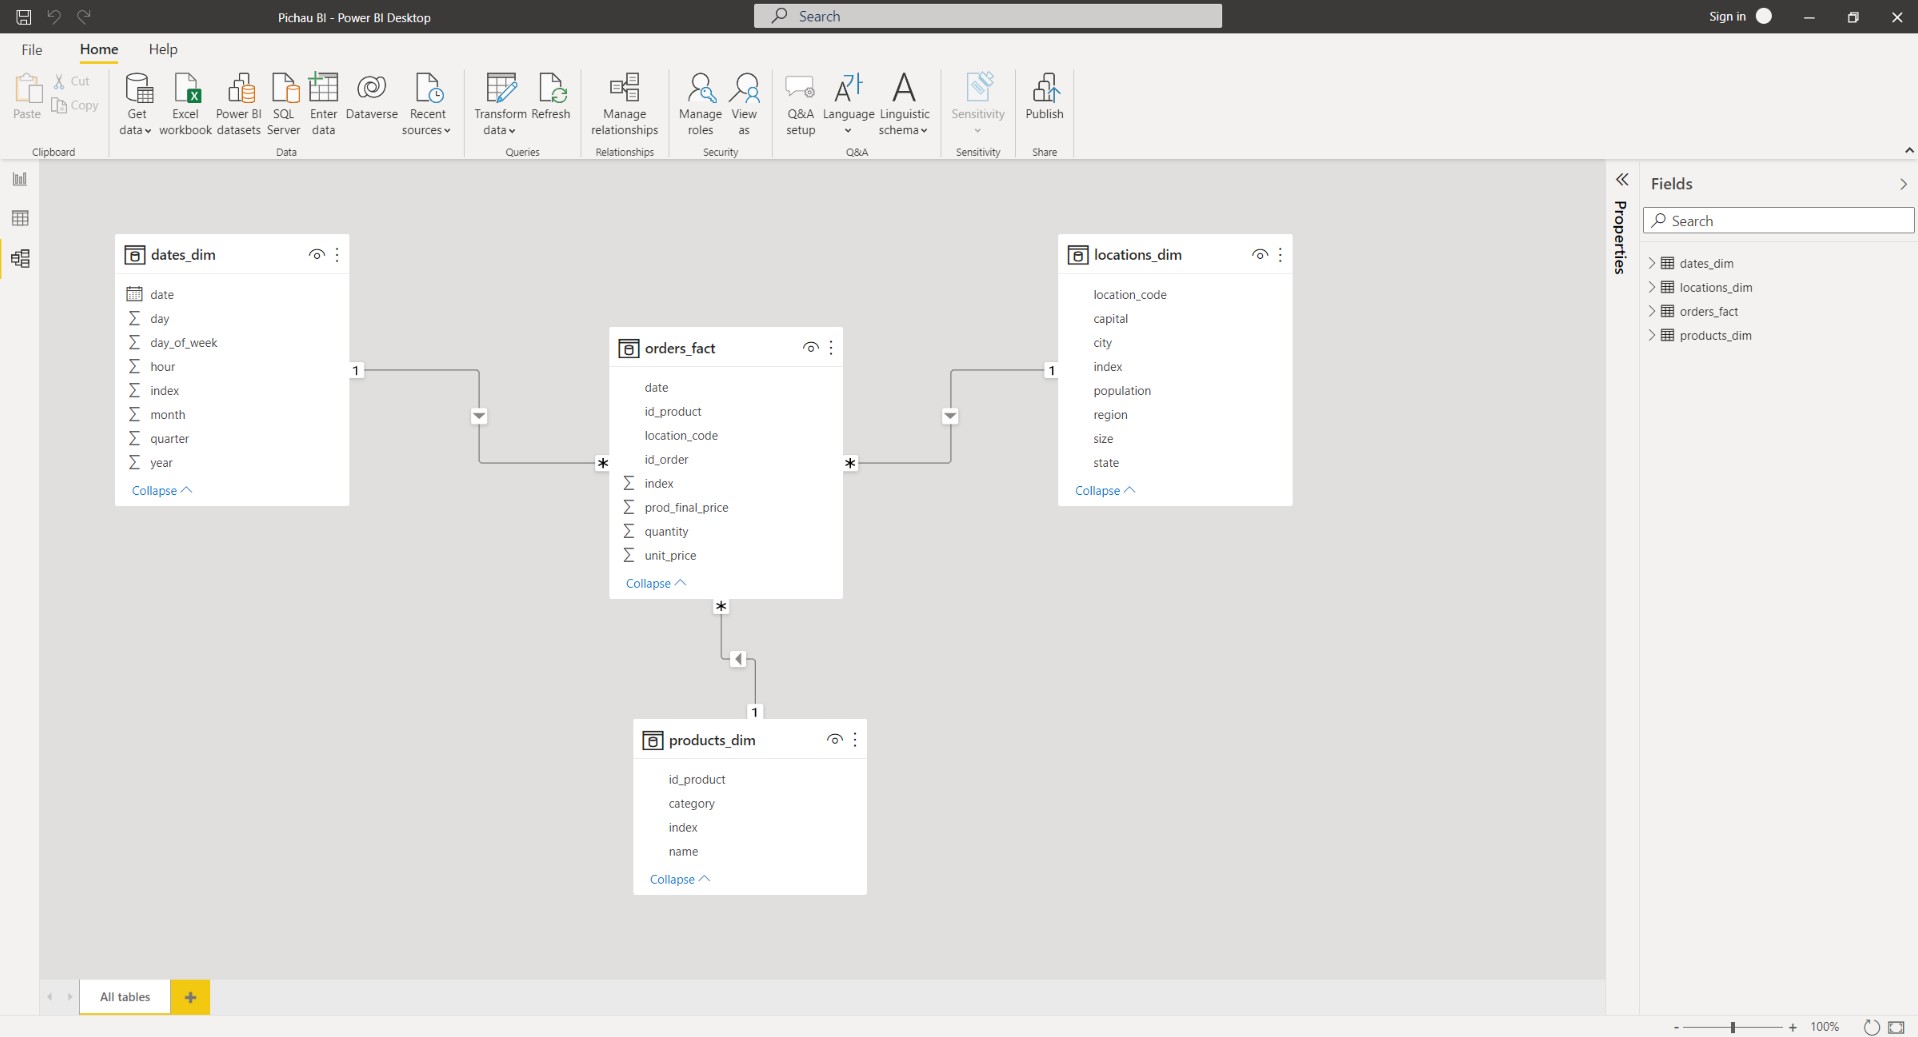 Pichau BI - Power BI Desktop
Search
Sign in
File
Home
Help
Paste
Cut
Copy
Get data
Excel workbook
Power BI datasets
SQL Server
Enter data
Dataverse
Recent sources
Transform data
Refresh
Manage relationships
Manage roles
View as
Q&A setup
Language
Linguistic schema
Sensitivity
Publish
Clipboard
Data
Queries
Relationships
Security
Q&A
Sensitivity
Share
dates_dim
date
day
day_of_week
hour
index
month
quarter
year
Collapse
1
*
orders_fact
date
id_product
location_code
id_order
index
prod_final_price
quantity
unit_price
Collapse
*
1
locations_dim
location_code
capital
city
index
population
region
size
state
Collapse
*
1
products_dim
id_product
category
index
name
Collapse
Properties
Fields
Search
dates_dim
locations_dim
orders_fact
products_dim
All tables
+
- + 100%